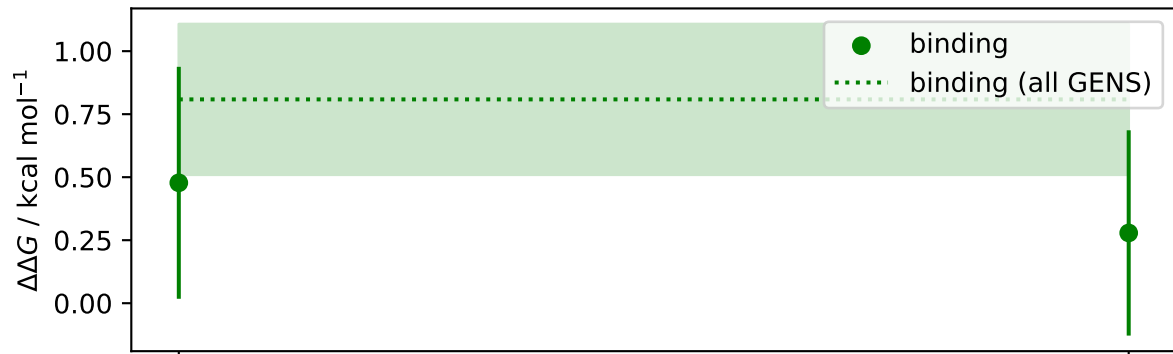 1.00
0.75
0.50
0.25
0.00
ΔΔG / kcal mol⁻¹
binding
binding (all GENS)